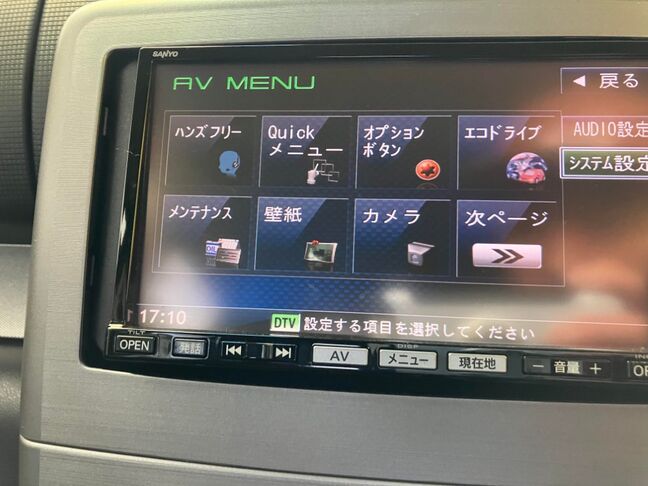 SANYO
AV MENU
◄ 戻る
ハンズフリー
Quick
メニュー
オプション
ボタン
エコドライブ
AUDIO設定
システム設定
メンテナンス
壁紙
カメラ
次ページ
17:10
DTV 設定する項目を選択してください
TILT
DISP
OPEN
発話
AV
メニュー
現在地
− 音量 +